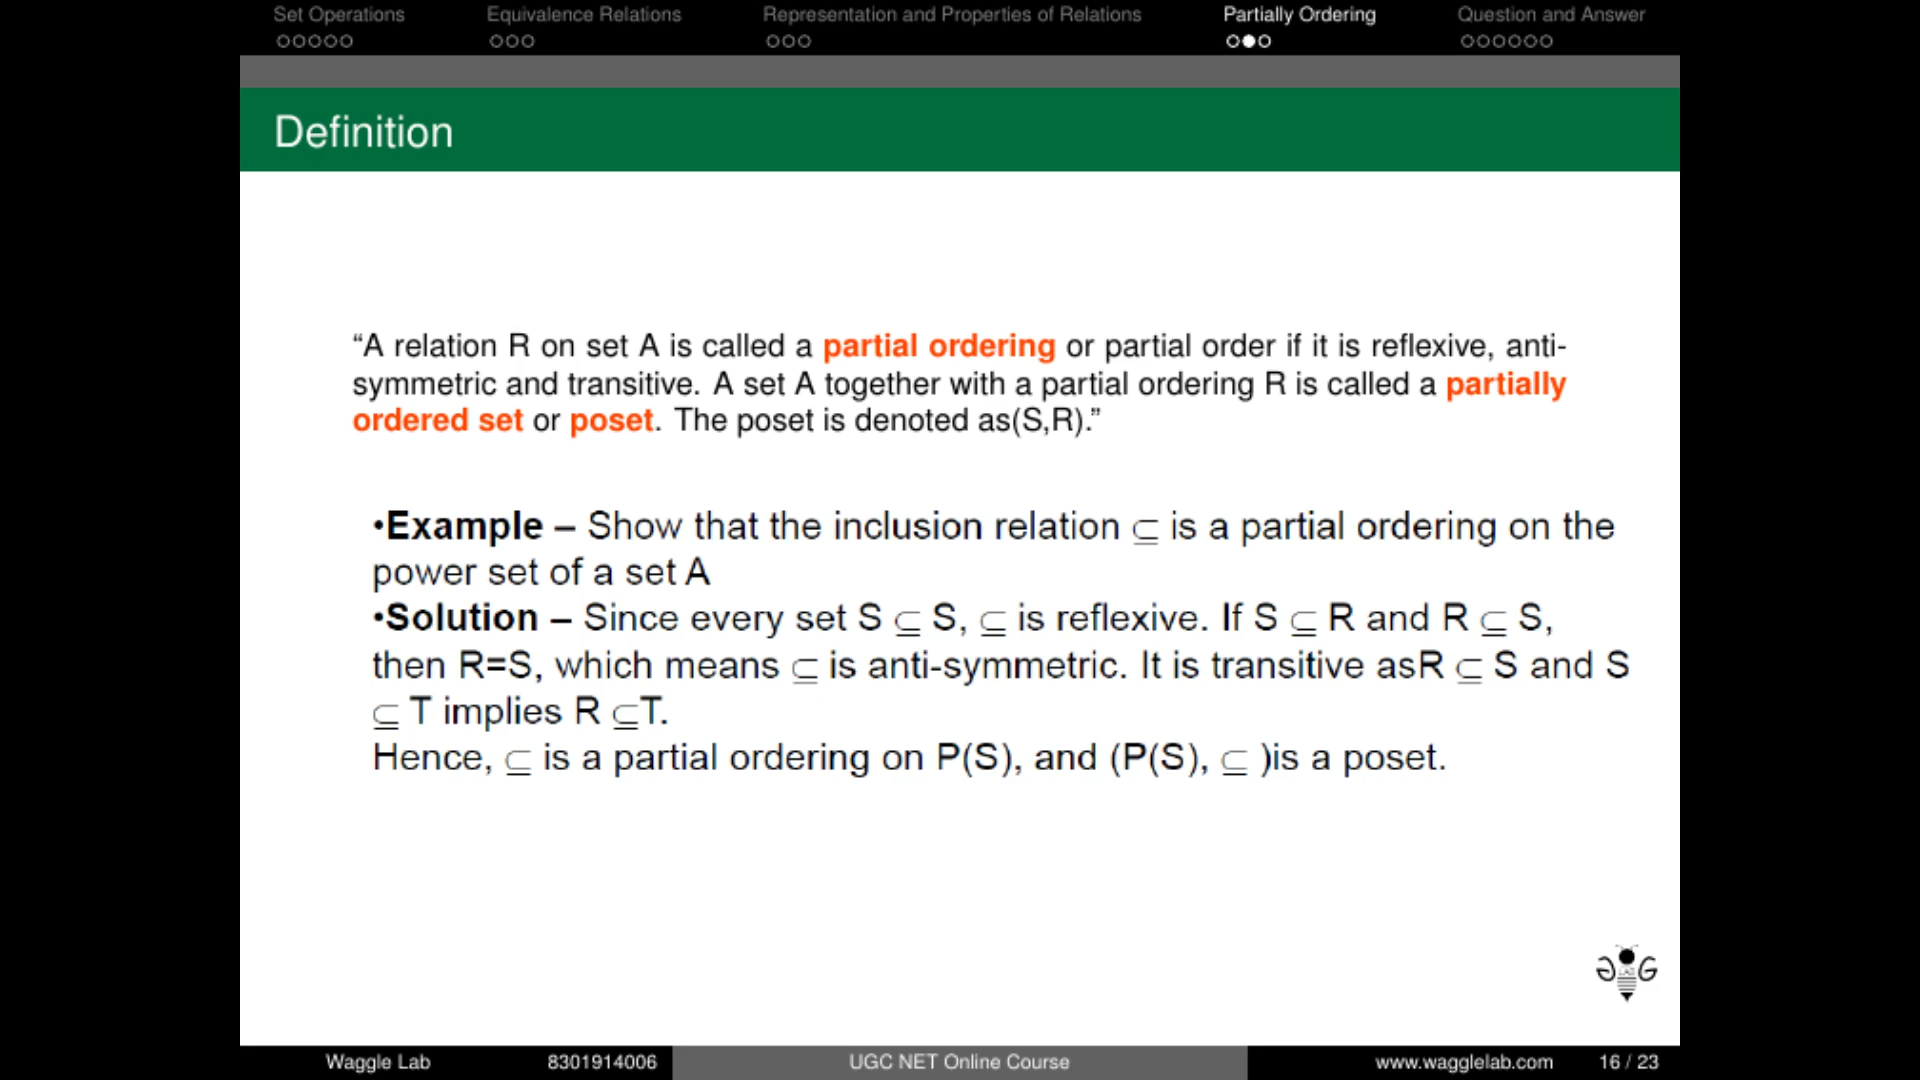 Set Operations Equivalence Relations Representation and Properties of Relations Partially Ordering Question and Answer
Definition
“A relation R on set A is called a partial ordering or partial order if it is reflexive, anti-
symmetric and transitive. A set A together with a partial ordering R is called a partially
ordered set or poset. The poset is denoted as(S,R).”
•Example – Show that the inclusion relation ⊆ is a partial ordering on the
power set of a set A
•Solution – Since every set S ⊆ S, ⊆ is reflexive. If S ⊆ R and R ⊆ S,
then R=S, which means ⊆ is anti-symmetric. It is transitive asR ⊆ S and S
⊆ T implies R ⊆T.
Hence, ⊆ is a partial ordering on P(S), and (P(S), ⊆ )is a poset.
Waggle Lab 8301914006 UGC NET Online Course www.wagglelab.com 16 / 23